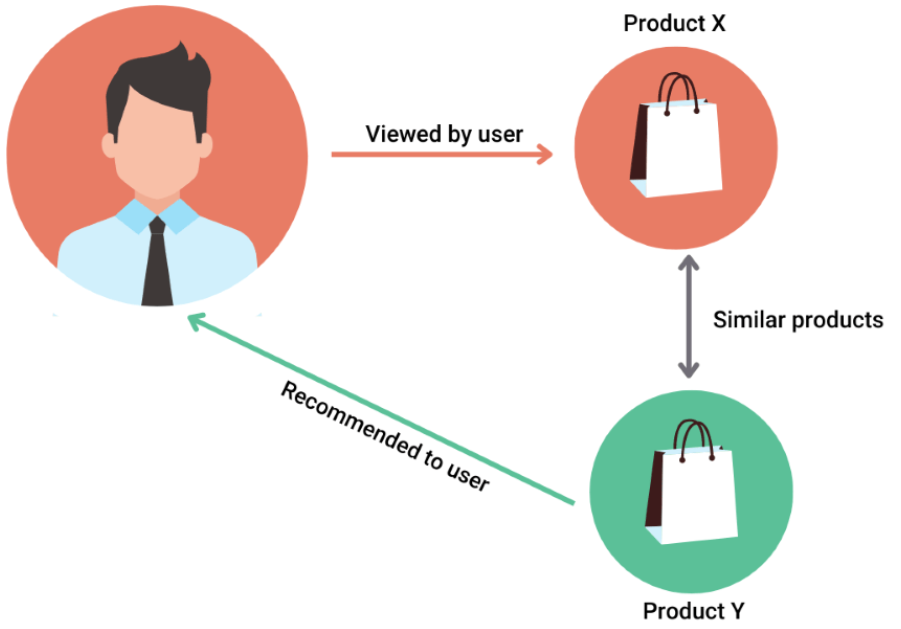 Product X
Viewed by user
Similar products
Recommended to user
Product Y